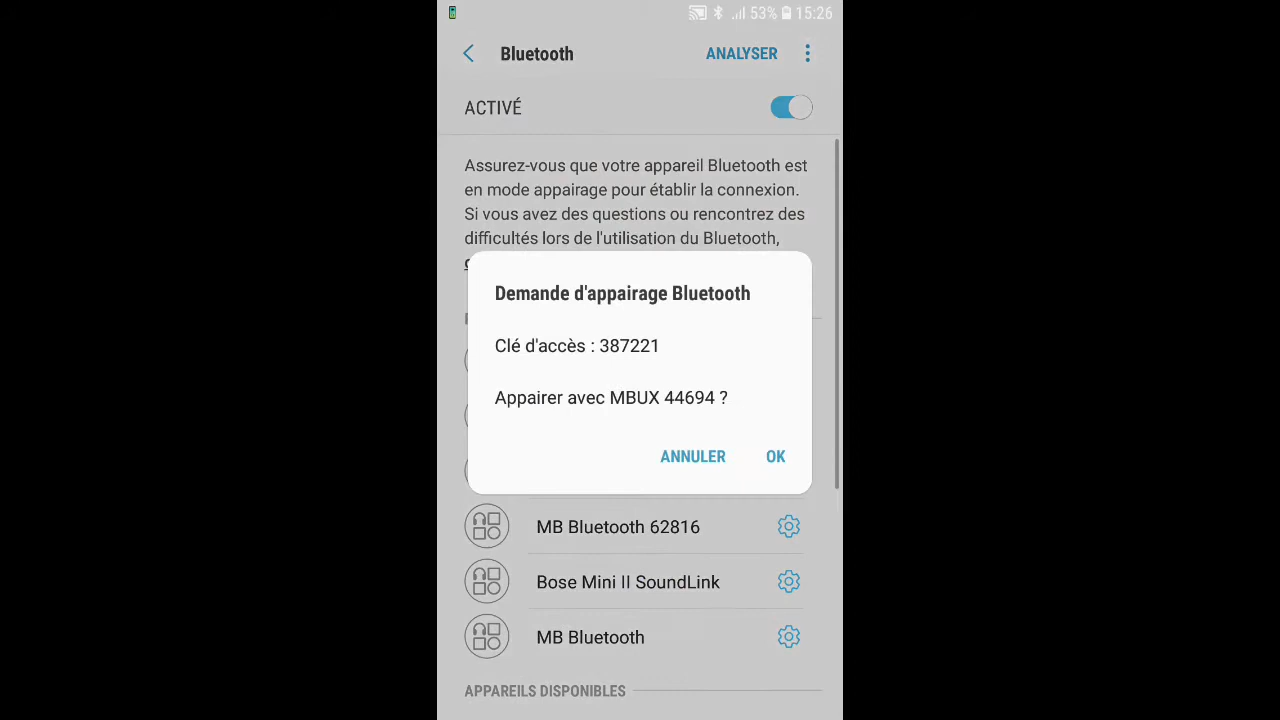 53% 15:26
Bluetooth ANALYSER
ACTIVÉ
Assurez-vous que votre appareil Bluetooth est
en mode appairage pour établir la connexion.
Si vous avez des questions ou rencontrez des
difficultés lors de l'utilisation du Bluetooth,
Demande d'appairage Bluetooth
Clé d'accès : 387221
Appairer avec MBUX 44694 ?
ANNULER OK
MB Bluetooth 62816
Bose Mini II SoundLink
MB Bluetooth
APPAREILS DISPONIBLES